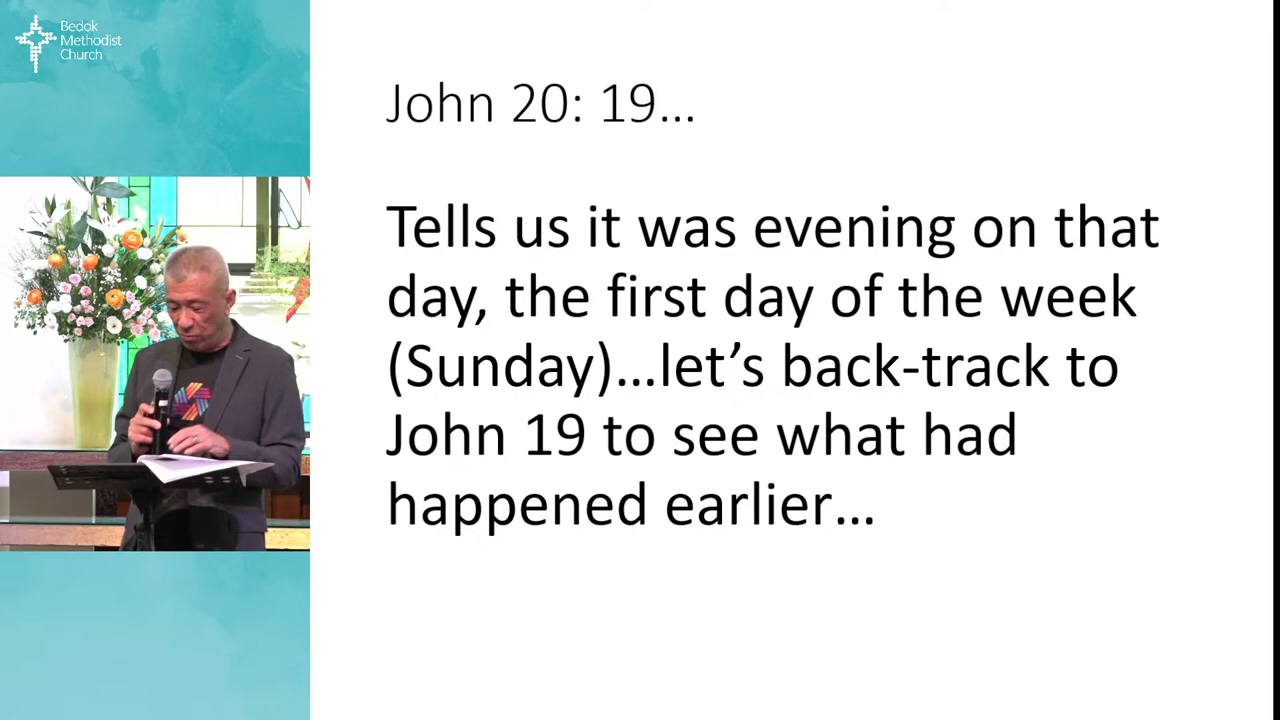 Bedok
Methodist
Church
John 20: 19...
Tells us it was evening on that
day, the first day of the week
(Sunday)...let’s back-track to
John 19 to see what had
happened earlier...